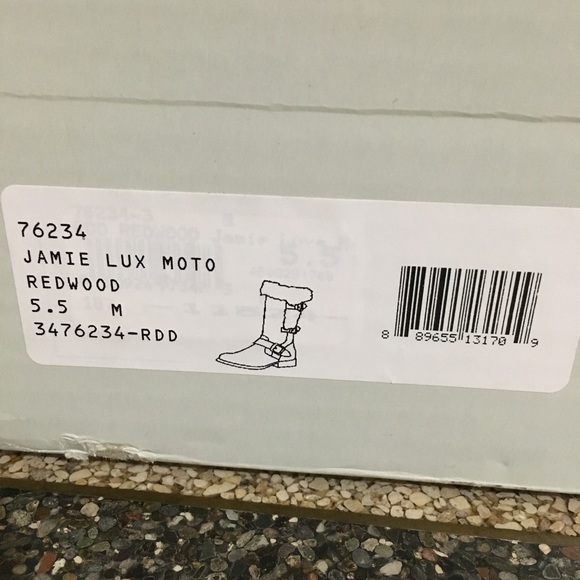 76234
JAMIE LUX MOTO
REDWOOD
5.5 M
3476234-RDD
8 89655 13170 9